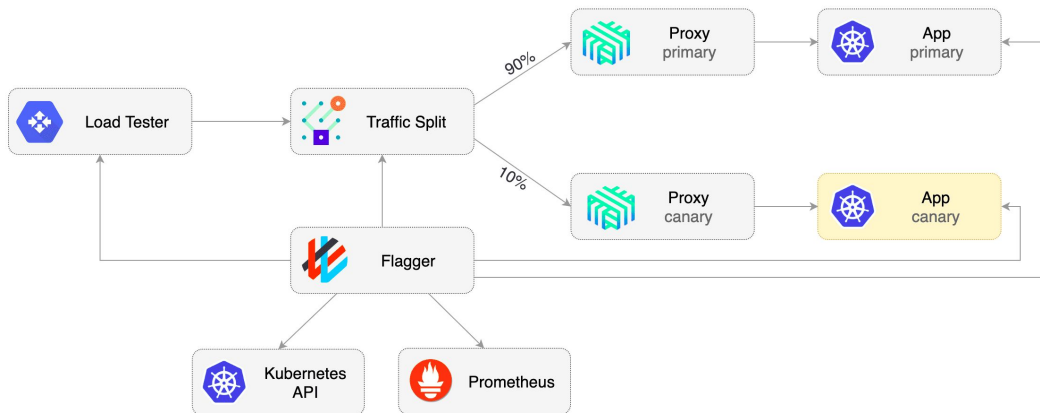 Proxy
primary
App
primary
90%
Load Tester
Traffic Split
10%
Proxy
canary
App
canary
Flagger
Kubernetes
API
Prometheus